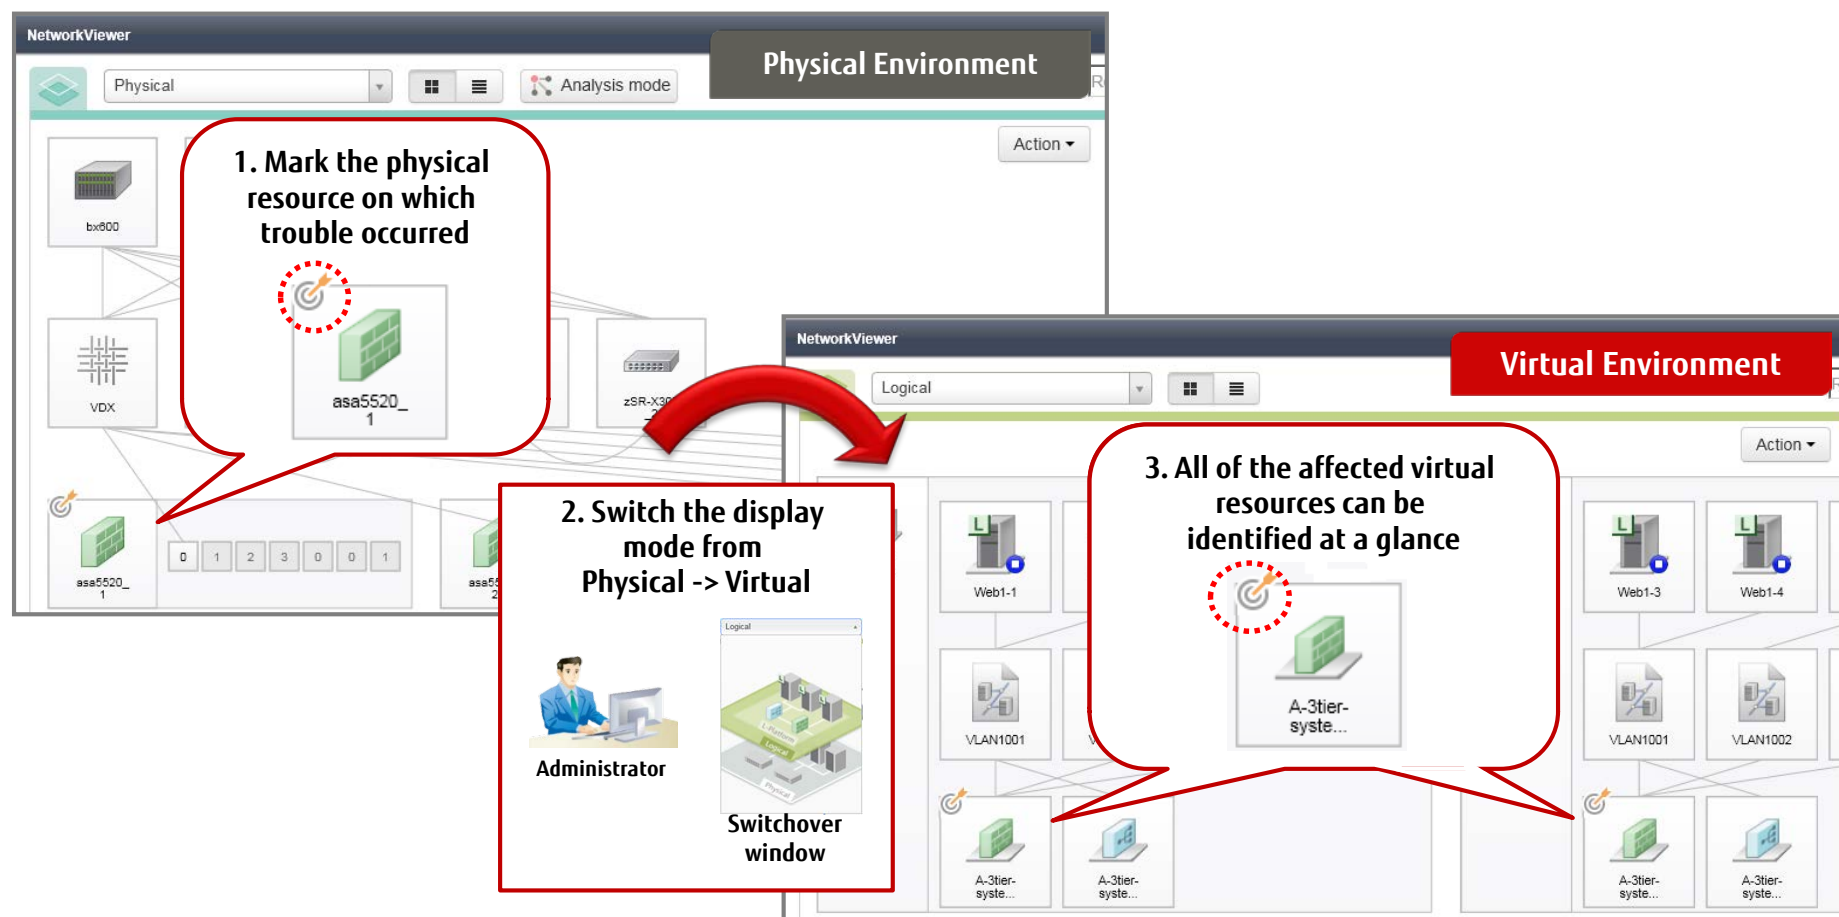 NetworkViewer
Physical Environment
Physical
Analysis mode
Action
bx600
1. Mark the physical
resource on which
trouble occurred
asa5520_
1
VDX
asa5520_
1
0 1 2 3 0 0 1
NetworkViewer
Virtual Environment
Logical
Action
2. Switch the display
mode from
Physical -> Virtual
Logical
L-Platform
Logical
Physical
Administrator
Switchover
window
3. All of the affected virtual
resources can be
identified at a glance
A-3tier-
syste...
L
Web1-1
L
Web1-3
L
Web1-4
VLAN1001
VLAN1001
VLAN1002
A-3tier-
syste...
A-3tier-
syste...
A-3tier-
syste...
A-3tier-
syste...